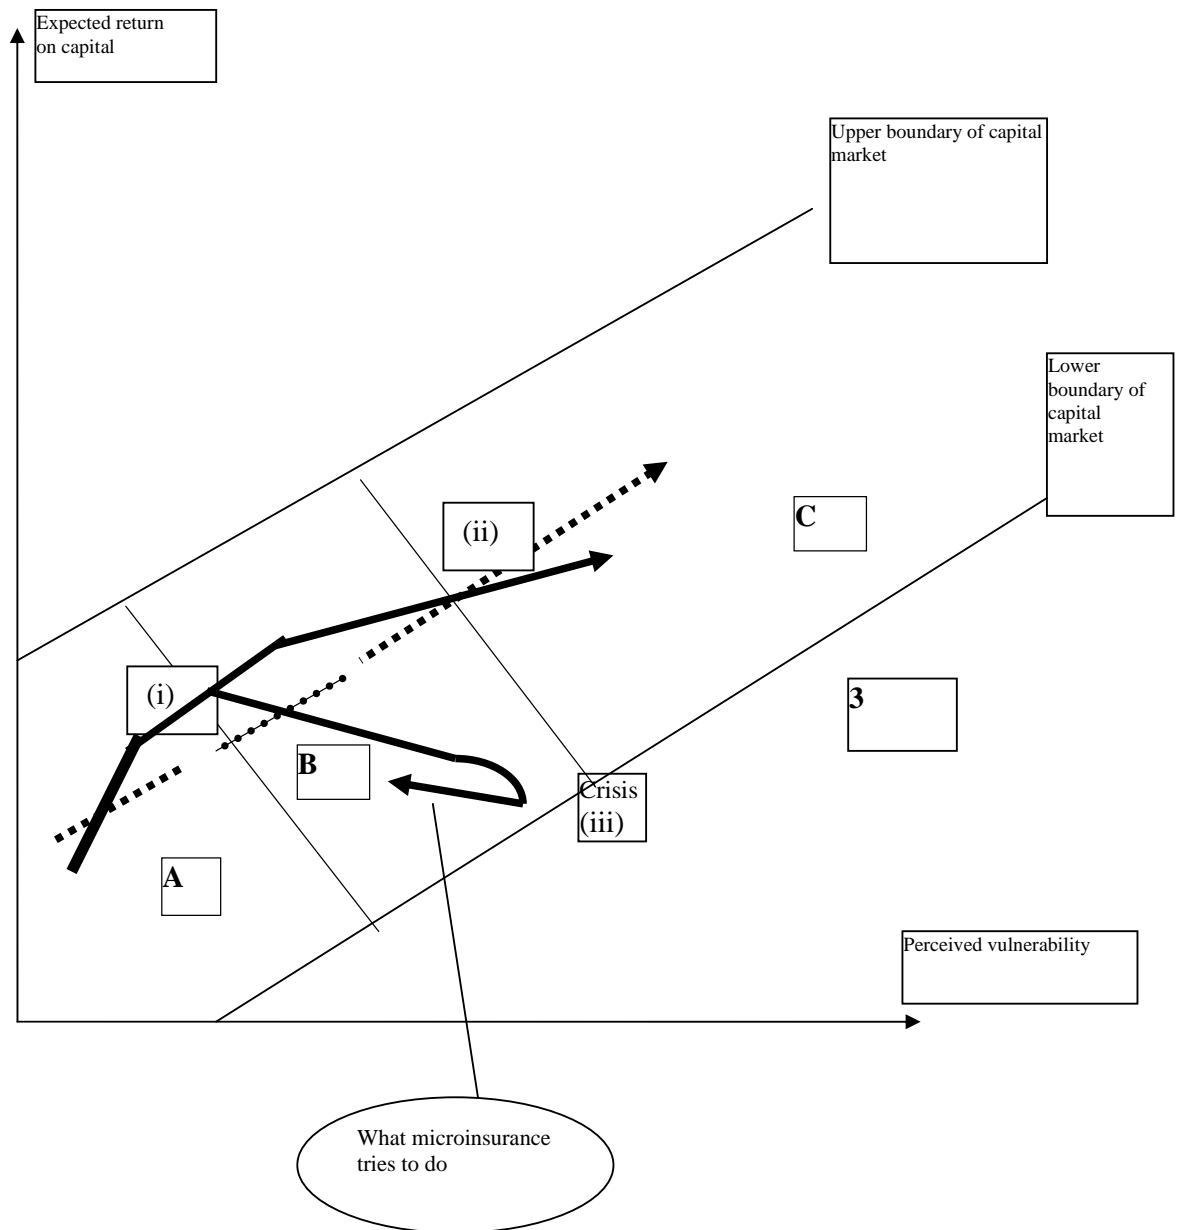 Expected return
on capital
Upper boundary of capital
market
Lower
boundary of
capital
market
(ii)
C
(i)
3
B
Crisis
(iii)
A
Perceived vulnerability
What microinsurance
tries to do